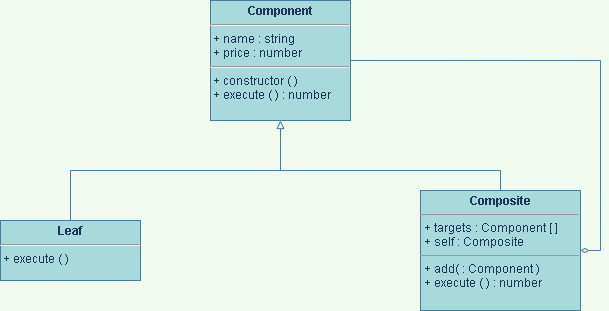 Component
+ name : string
+ price : number
+ constructor ( )
+ execute ( ) : number
Leaf
+ execute ( )
Composite
+ targets : Component [ ]
+ self : Composite
+ add( : Component )
+ execute ( ) : number